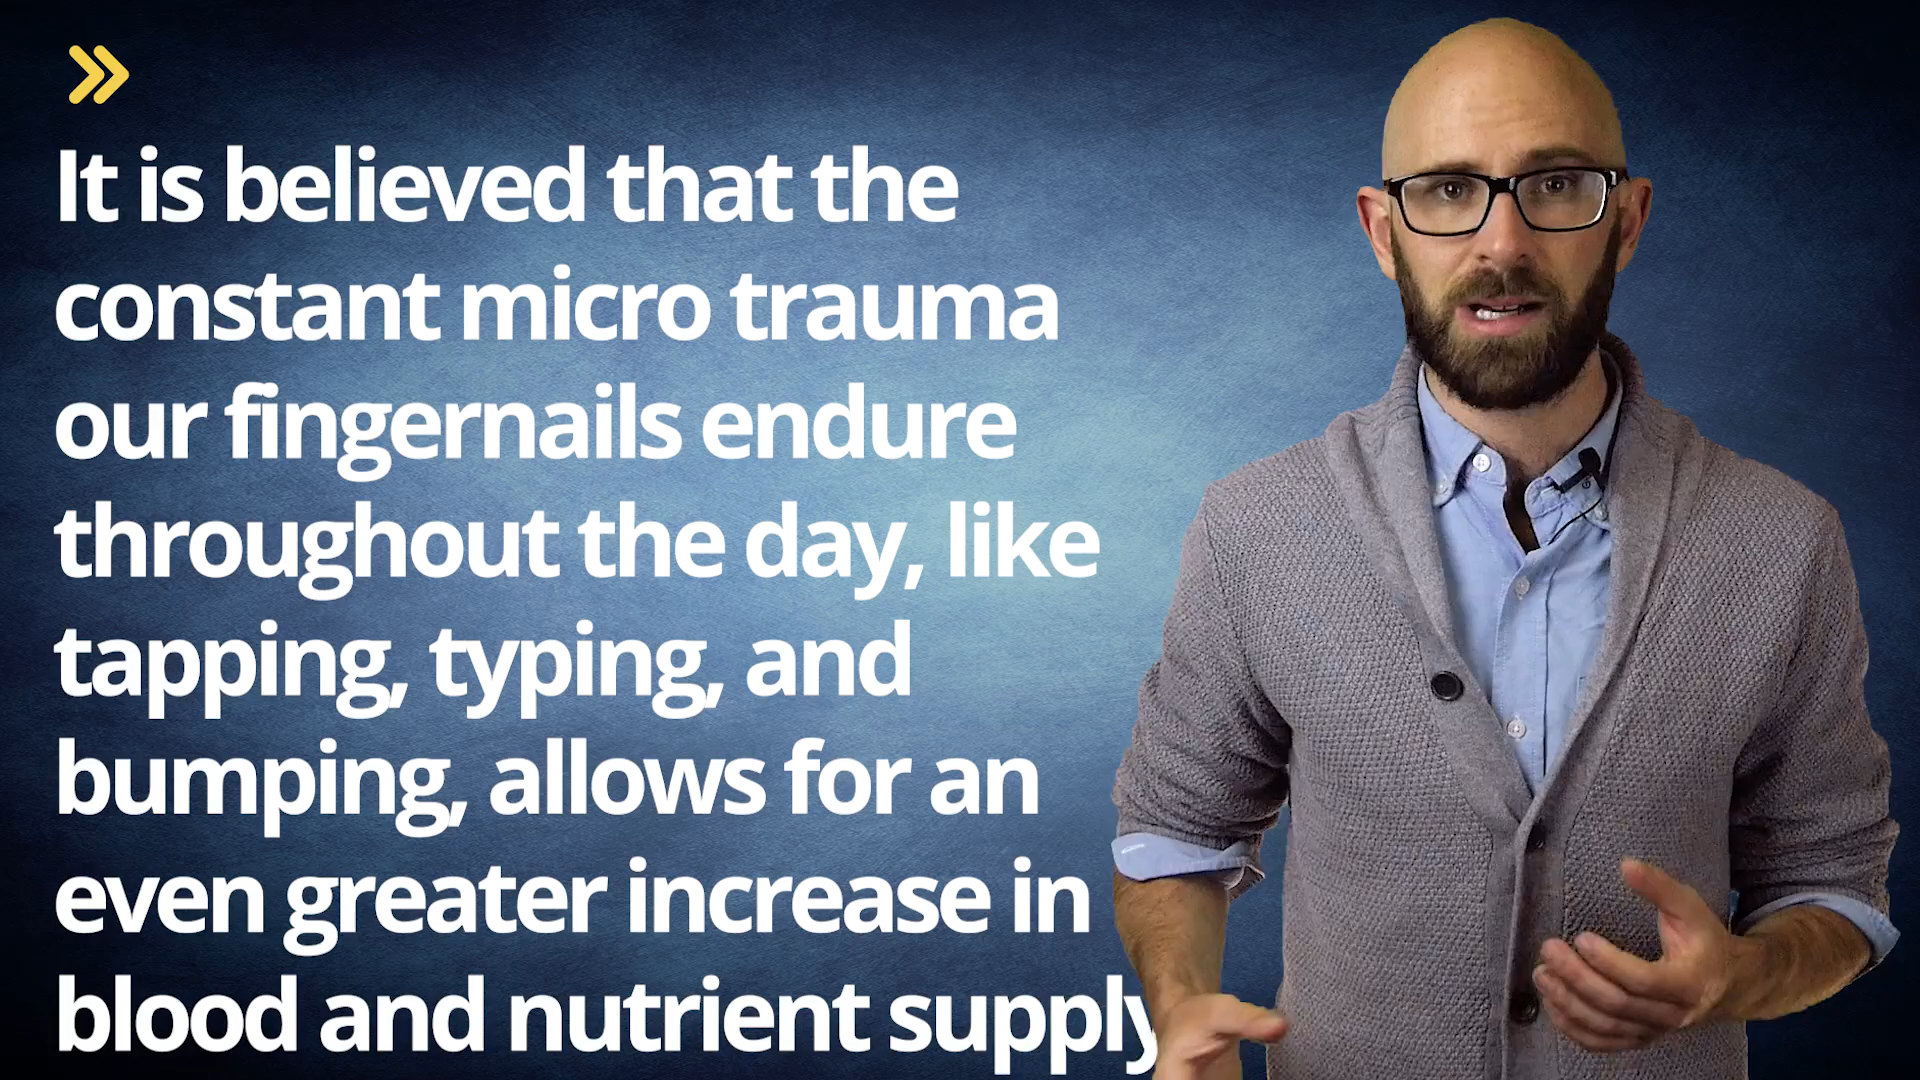 It is believed that the
constant micro trauma
our fingernails endure
throughout the day, like
tapping, typing, and
bumping, allows for an
even greater increase in
blood and nutrient supply